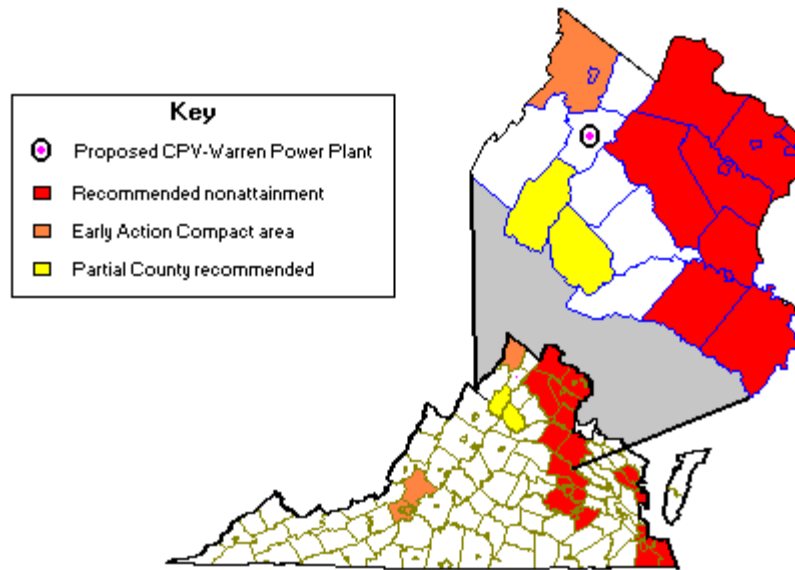 Key
Proposed CPV-Warren Power Plant
Recommended nonattainment
Early Action Compact area
Partial County recommended